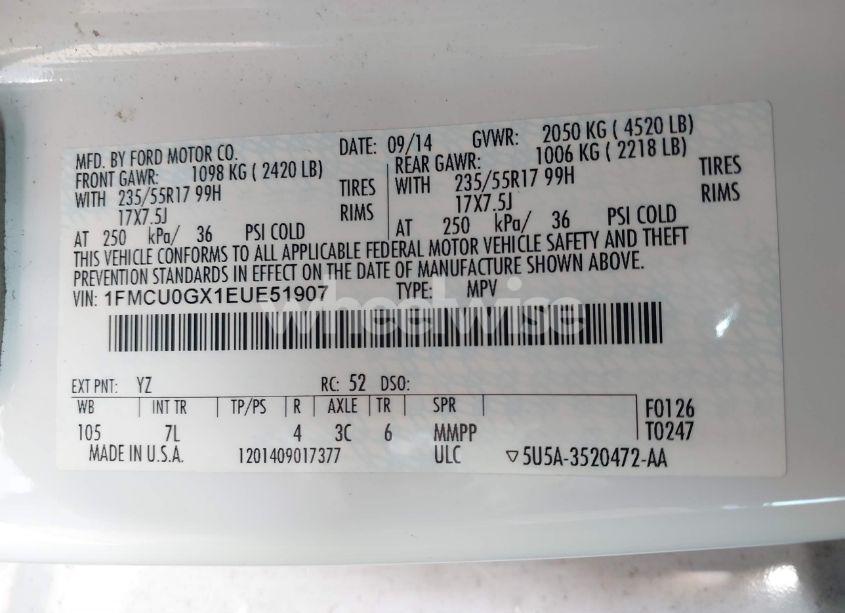 MFD. BY FORD MOTOR CO. DATE: 09/14 GVWR: 2050 KG ( 4520 LB)
FRONT GAWR: 1098 KG ( 2420 LB) REAR GAWR: 1006 KG ( 2218 LB)
WITH 235/55R17 99H TIRES WITH 235/55R17 99H TIRES
17X7.5J RIMS 17X7.5J RIMS
AT 250 kPa/ 36 PSI COLD AT 250 kPa/ 36 PSI COLD
THIS VEHICLE CONFORMS TO ALL APPLICABLE FEDERAL MOTOR VEHICLE SAFETY AND THEFT
PREVENTION STANDARDS IN EFFECT ON THE DATE OF MANUFACTURE SHOWN ABOVE.
VIN: 1FMCU0GX1EUE51907 TYPE: MPV
wheelwise
EXT PNT: YZ RC: 52 DSO:
WB INT TR TP/PS R AXLE TR SPR F0126
105 7L 4 3C 6 MMPP T0247
MADE IN U.S.A. 1201409017377 ULC ▽5U5A-3520472-AA